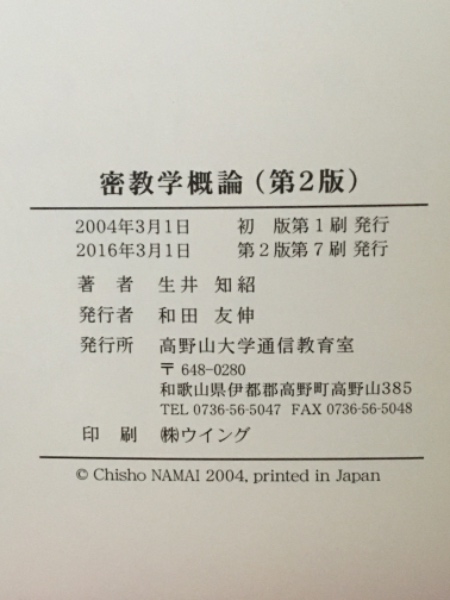 密教学概論（第2版）
2004年3月1日　初　版第1刷 発行
2016年3月1日　第2版第7刷 発行
著　者　生井　知紹
発行者　和田　友伸
発行所　高野山大学通信教育室
〒648-0280
和歌山県伊都郡高野町高野山385
TEL 0736-56-5047　FAX 0736-56-5048
印　刷　㈱ウイング
© Chisho NAMAI 2004, printed in Japan